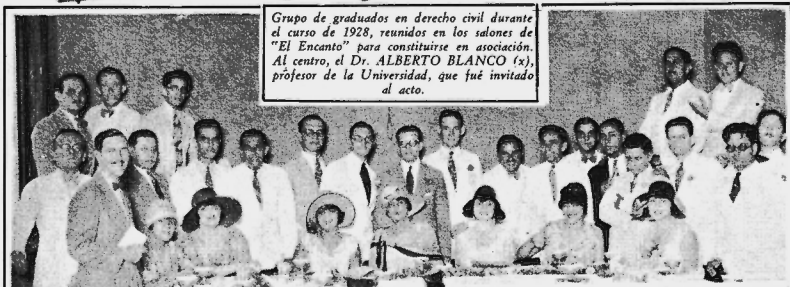 Grupo de graduados en derecho civil durante
el curso de 1928, reunidos en los salones de
"El Encanto" para constituirse en asociación.
Al centro, el Dr. ALBERTO BLANCO (x),
profesor de la Universidad, que fué invitado
al acto.